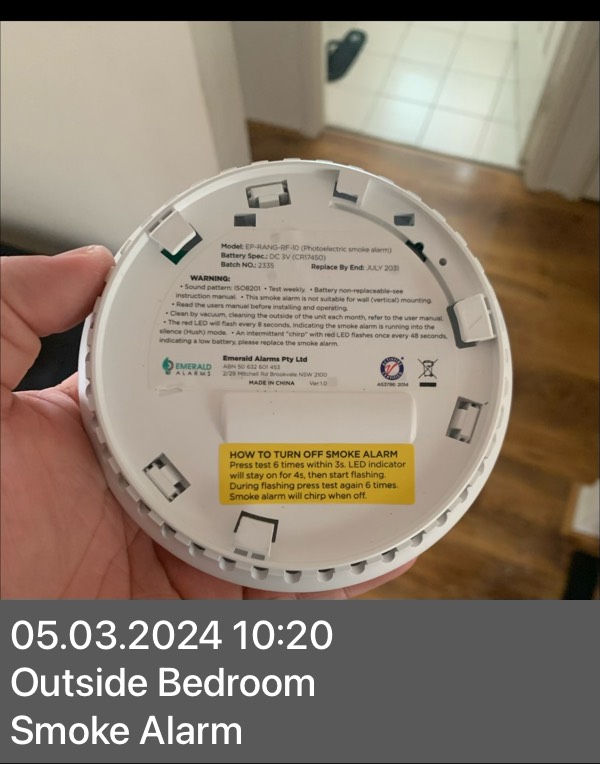 Model: EP-RANG-RF-10 (Photoelectric smoke alarm)
Battery Spec.: DC 3V (CR17450)
Batch NO.: 2335 Replace By End: JULY 2031
WARNING:
• Sound pattern: ISO8201 • Test weekly. • Battery non-replaceable-see
instruction manual. • This smoke alarm is not suitable for wall (vertical) mounting.
• Read the users manual before installing and operating.
• Clean by vacuum, cleaning the outside of the unit each month, refer to the user manual.
• The red LED will flash every 8 seconds, indicating the smoke alarm is running into the
silence (Hush) mode. • An intermittent "chirp" with red LED flashes once every 48 seconds,
indicating a low battery, please replace the smoke alarm.
EMERALD
ALARMS
Emerald Alarms Pty Ltd
ABN 50 632 601 453
2/29 Mitchell Rd Brookvale NSW 2100
MADE IN CHINA Ver 1.0
AS3786: 2014
HOW TO TURN OFF SMOKE ALARM
Press test 6 times within 3s. LED indicator
will stay on for 4s, then start flashing.
During flashing press test again 6 times.
Smoke alarm will chirp when off.
05.03.2024 10:20
Outside Bedroom
Smoke Alarm